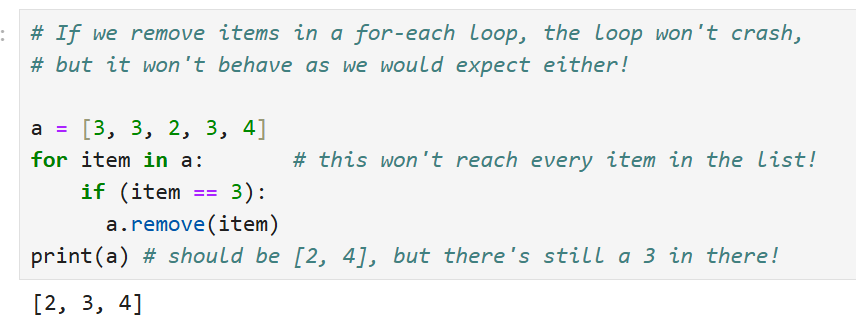 : # If we remove items in a for-each loop, the loop won't crash,
# but it won't behave as we would expect either!
a = [3, 3, 2, 3, 4]
for item in a:       # this won't reach every item in the list!
    if (item == 3):
      a.remove(item)
print(a) # should be [2, 4], but there's still a 3 in there!
[2, 3, 4]